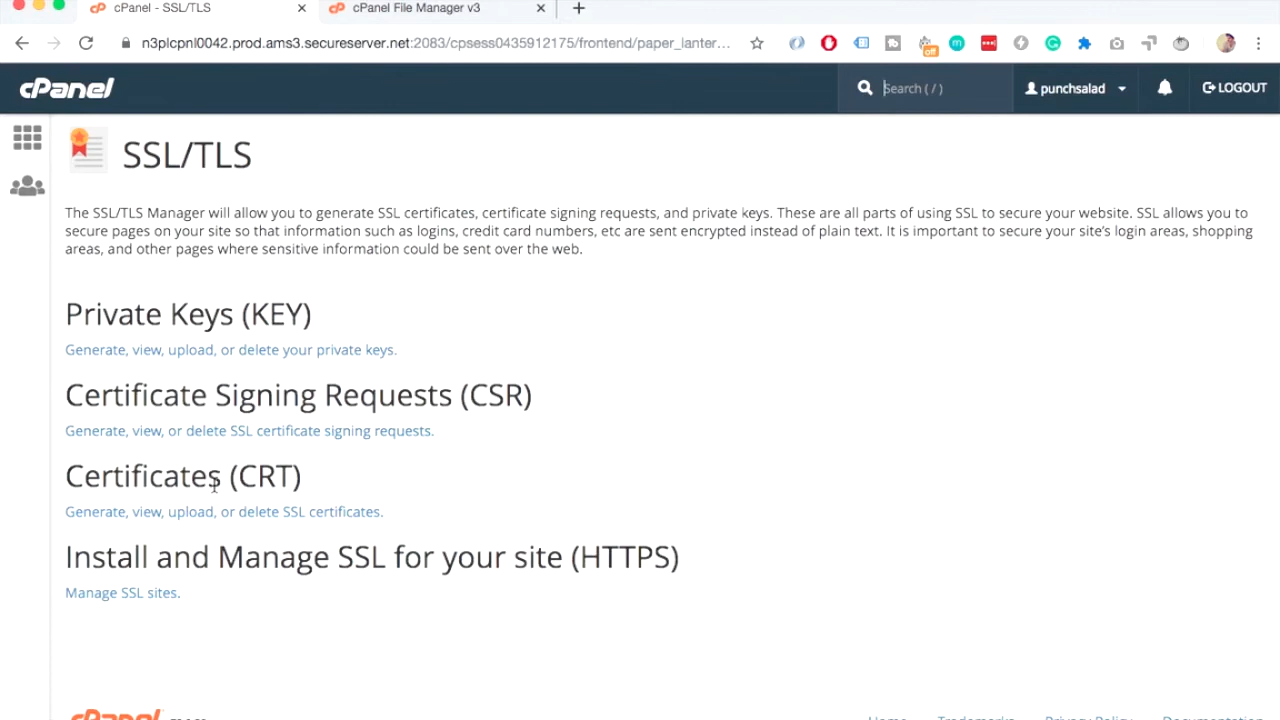 cPanel - SSL/TLS
cPanel File Manager v3
n3plcpnl0042.prod.ams3.secureserver.net:2083/cpsess0435912175/frontend/paper_lanter...
off
cPanel
Search ( / )
punchsalad
LOGOUT
SSL/TLS
The SSL/TLS Manager will allow you to generate SSL certificates, certificate signing requests, and private keys. These are all parts of using SSL to secure your website. SSL allows you to
secure pages on your site so that information such as logins, credit card numbers, etc are sent encrypted instead of plain text. It is important to secure your site's login areas, shopping
areas, and other pages where sensitive information could be sent over the web.
Private Keys (KEY)
Generate, view, upload, or delete your private keys.
Certificate Signing Requests (CSR)
Generate, view, or delete SSL certificate signing requests.
Certificates (CRT)
Generate, view, upload, or delete SSL certificates.
Install and Manage SSL for your site (HTTPS)
Manage SSL sites.
cPanel
Home
Trademarks
Privacy Policy
Documentation